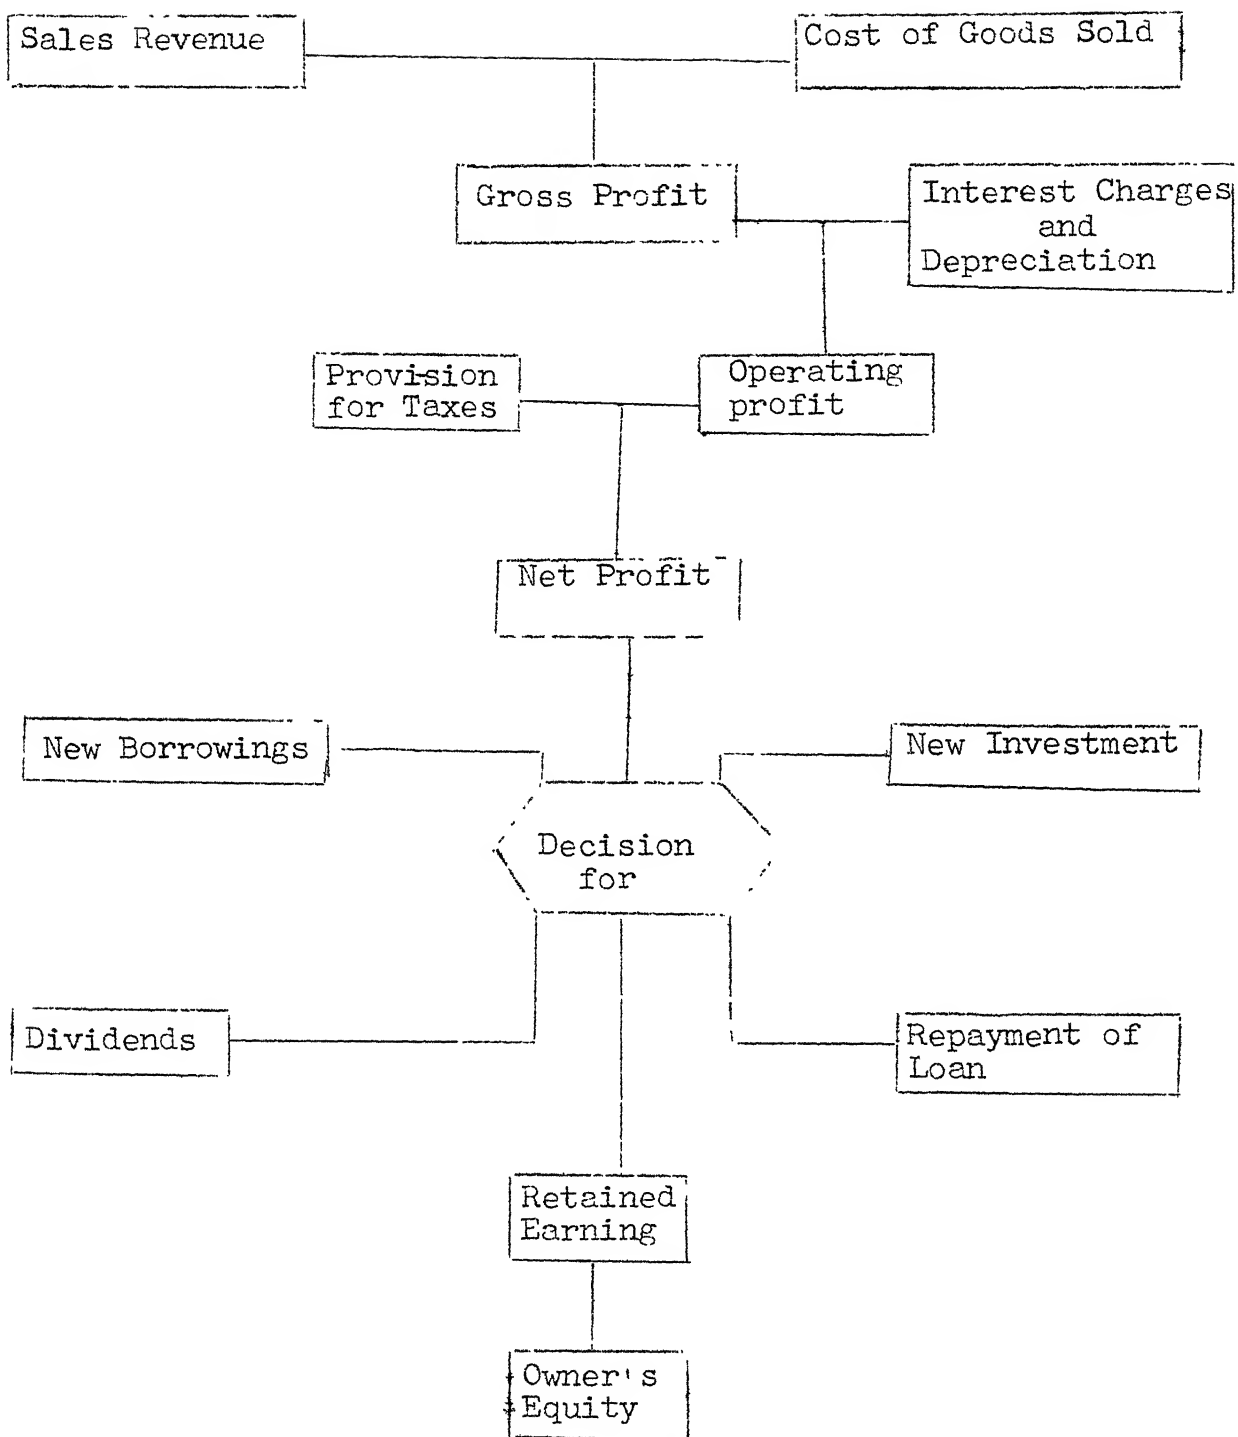 Sales Revenue
Cost of Goods Sold
Gross Profit
Interest Charges
and
Depreciation
Provision
for Taxes
Operating
profit
Net Profit
New Borrowings
New Investment
Decision
for
Dividends
Repayment of
Loan
Retained
Earning
Owner's
Equity